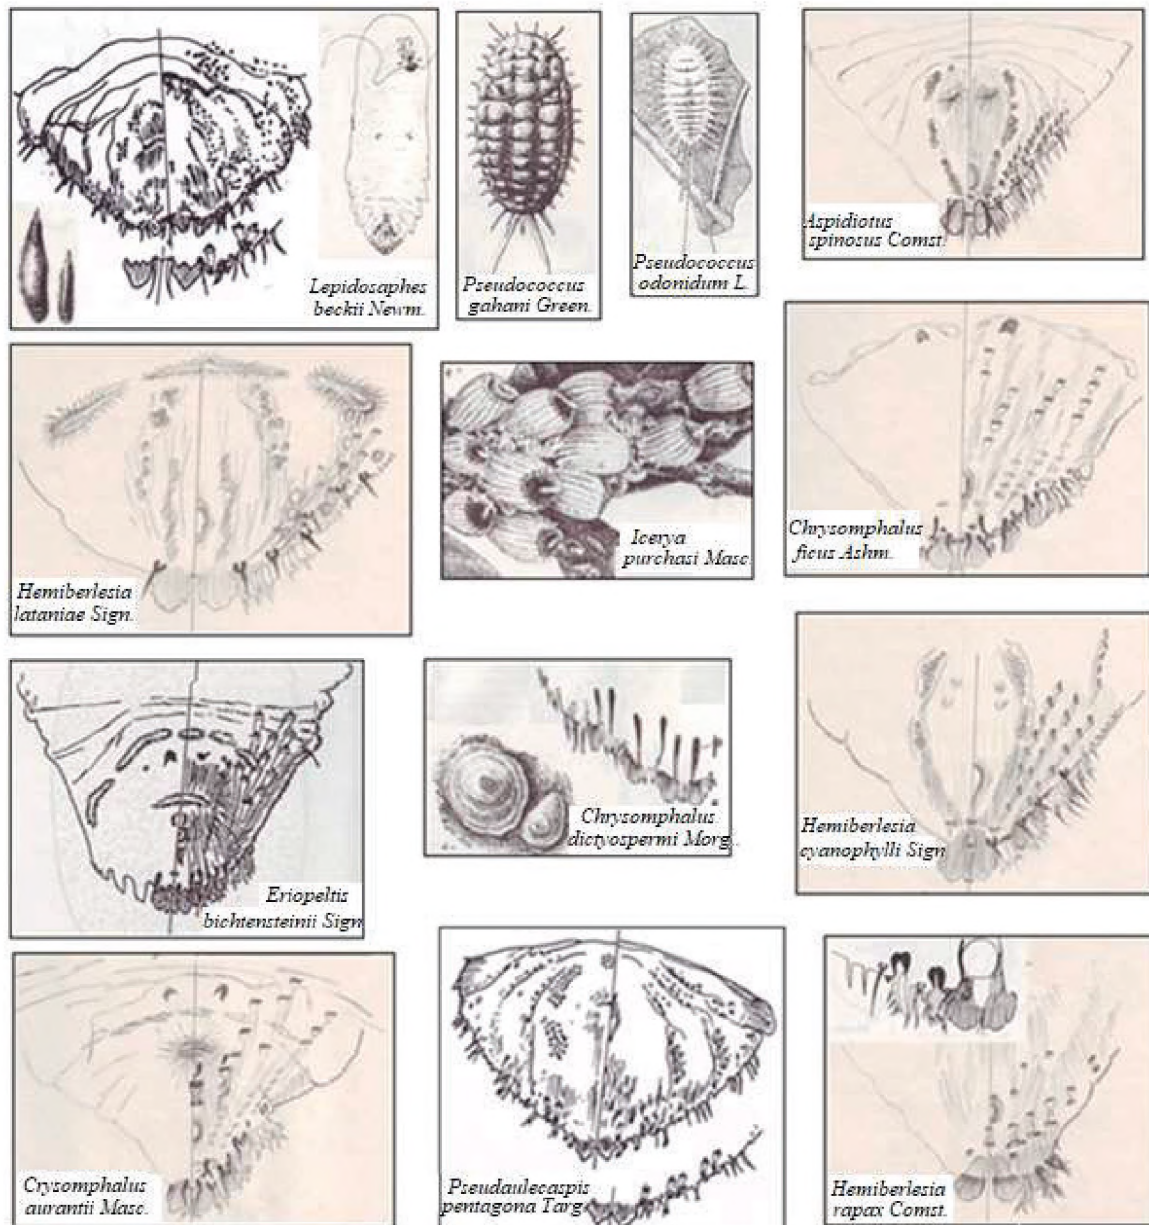 Lepidosaphes
beckii Newm.
Pseudococcus
gahani Green.
Pseudococcus
odonidum L.
Aspidiotus
spinosus Comst.
Hemiberlesia
lataniae Sign.
Icerya
purchasi Masc.
Chrysomphalus
ficus Ashm.
Eriopeltis
bichtensteinii Sign
Chrysomphalus
dictyospermi Morg..
Hemiberlesia
cyanophylli Sign
Crysomphalus
aurantii Masc.
Pseudaulecaspis
pentagona Targ
Hemiberlesia
rapax Comst.